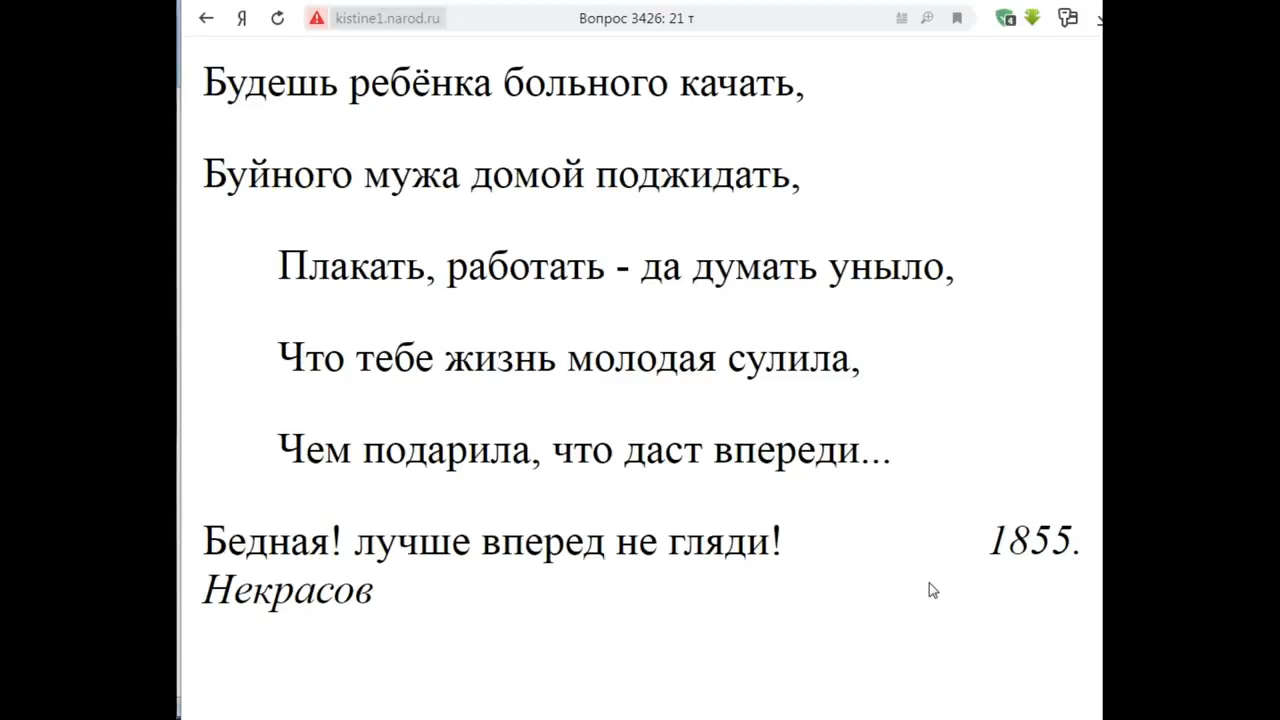 kistine1.narod.ru Вопрос 3426: 21 т
Будешь ребёнка больного качать,
Буйного мужа домой поджидать,
Плакать, работать - да думать уныло,
Что тебе жизнь молодая сулила,
Чем подарила, что даст впереди...
Бедная! лучше вперед не гляди! 1855.
Некрасов